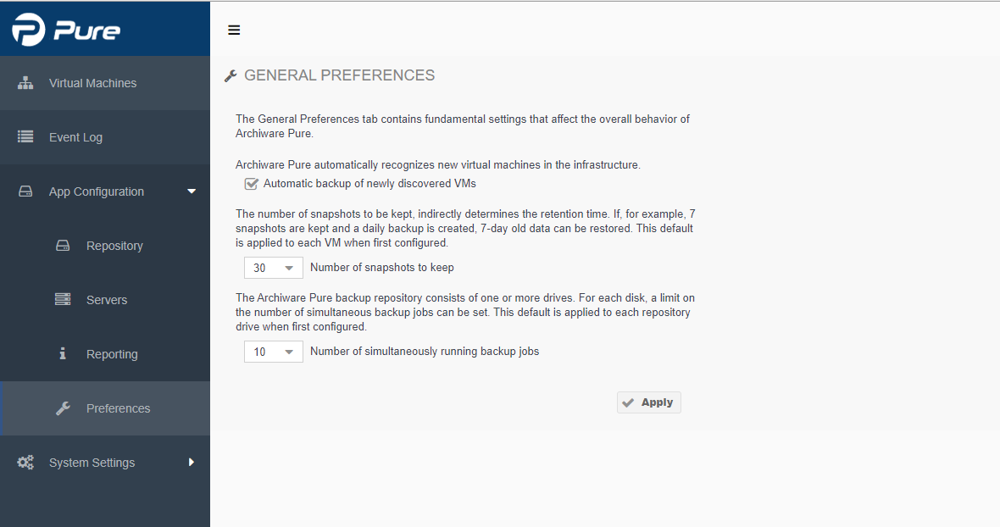 Pure
Virtual Machines
Event Log
App Configuration
Repository
Servers
Reporting
Preferences
System Settings
GENERAL PREFERENCES
The General Preferences tab contains fundamental settings that affect the overall behavior of
Archiware Pure.
Archiware Pure automatically recognizes new virtual machines in the infrastructure.
Automatic backup of newly discovered VMs
The number of snapshots to be kept, indirectly determines the retention time. If, for example, 7
snapshots are kept and a daily backup is created, 7-day old data can be restored. This default
is applied to each VM when first configured.
30 Number of snapshots to keep
The Archiware Pure backup repository consists of one or more drives. For each disk, a limit on
the number of simultaneous backup jobs can be set. This default is applied to each repository
drive when first configured.
10 Number of simultaneously running backup jobs
Apply